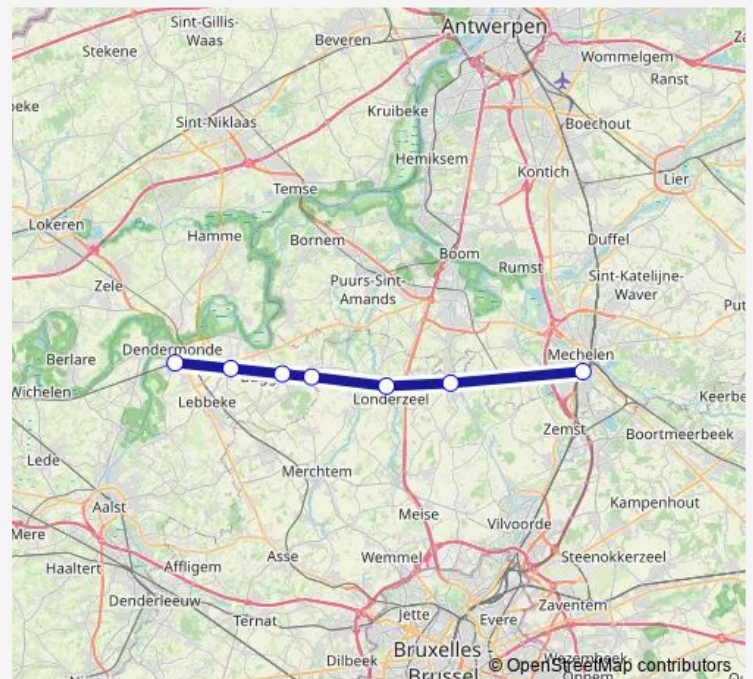 Antwerpen
Sint-Gillis-
Waas
Beveren
Stekene
Wommelgem
Ranst
Kruibeke
Sint-Niklaas
Boechout
Hemiksem
Kontich
Lier
Temse
Lokeren
Hamme
Bornem
Duffel
Boom
Rumst
Sint-Katelijne-
Waver
Puurs-Sint-
Amands
Zele
Put
Dendermonde
Mechelen
Berlare
Wichelen
Lebbeke
Londerzeel
Keerbe
Zemst
Boortmeerbeek
Lede
Merchtem
Aalst
Kampenhout
Meise
Vilvoorde
Mere
Asse
Wemmel
Steenokkerzeel
Haaltert
Affligem
Denderleeuw
Zaventem
Ternat
Jette
Evere
Bruxelles -
Brussel
Dilbeek
© OpenStreetMap contributors